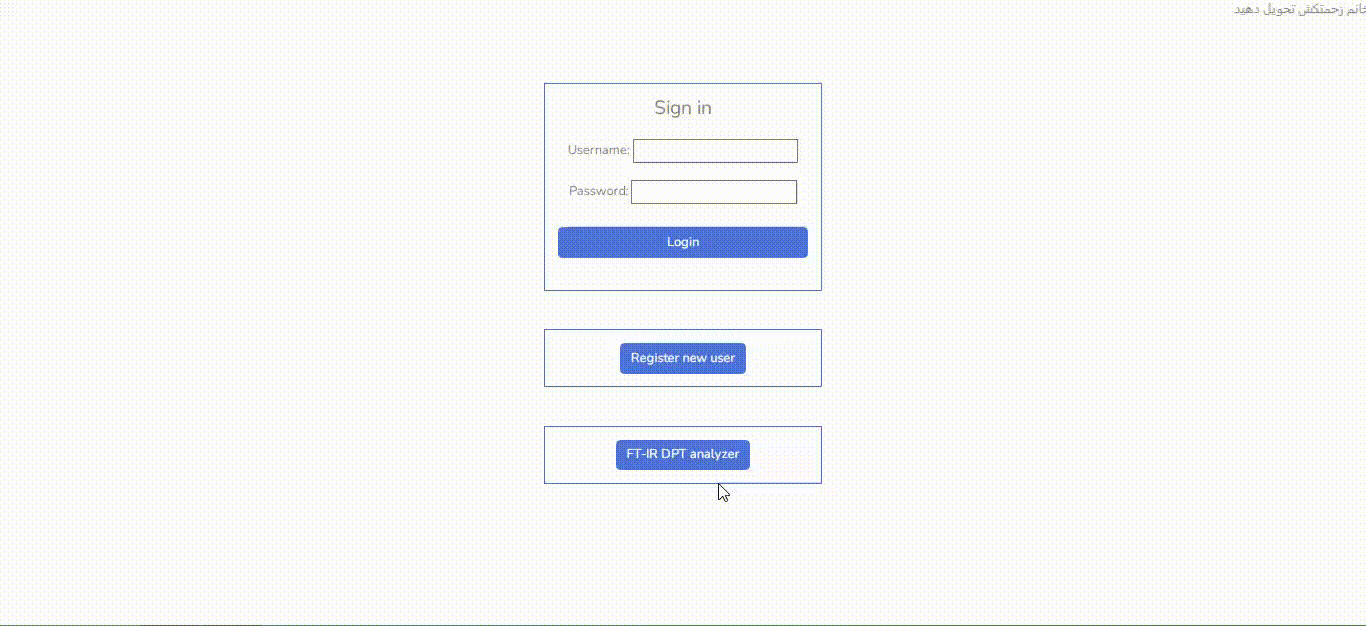 خانم زحمتکش تحویل دهید
Sign in
Username:
Password:
Login
Register new user
FT-IR DPT analyzer